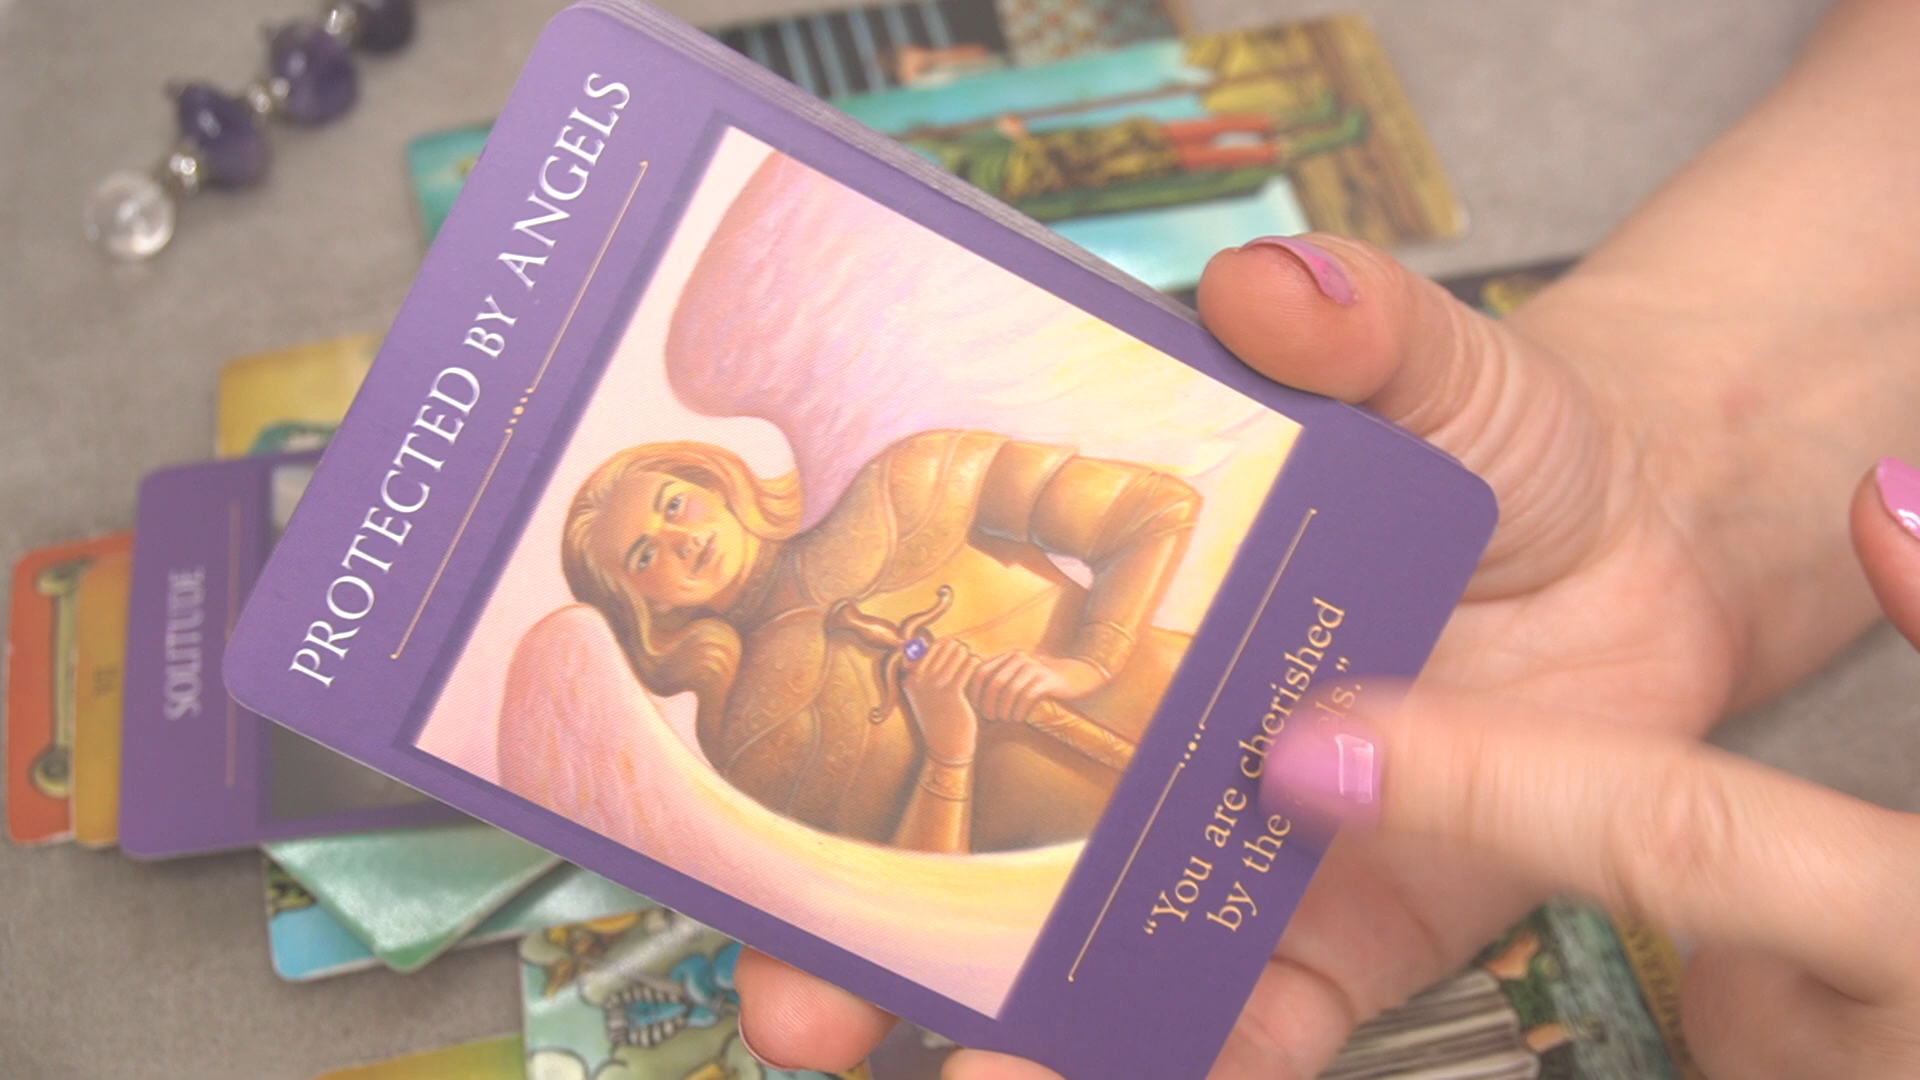 PROTECTED BY ANGELS
"You are cherished
by the
SOLITUDE